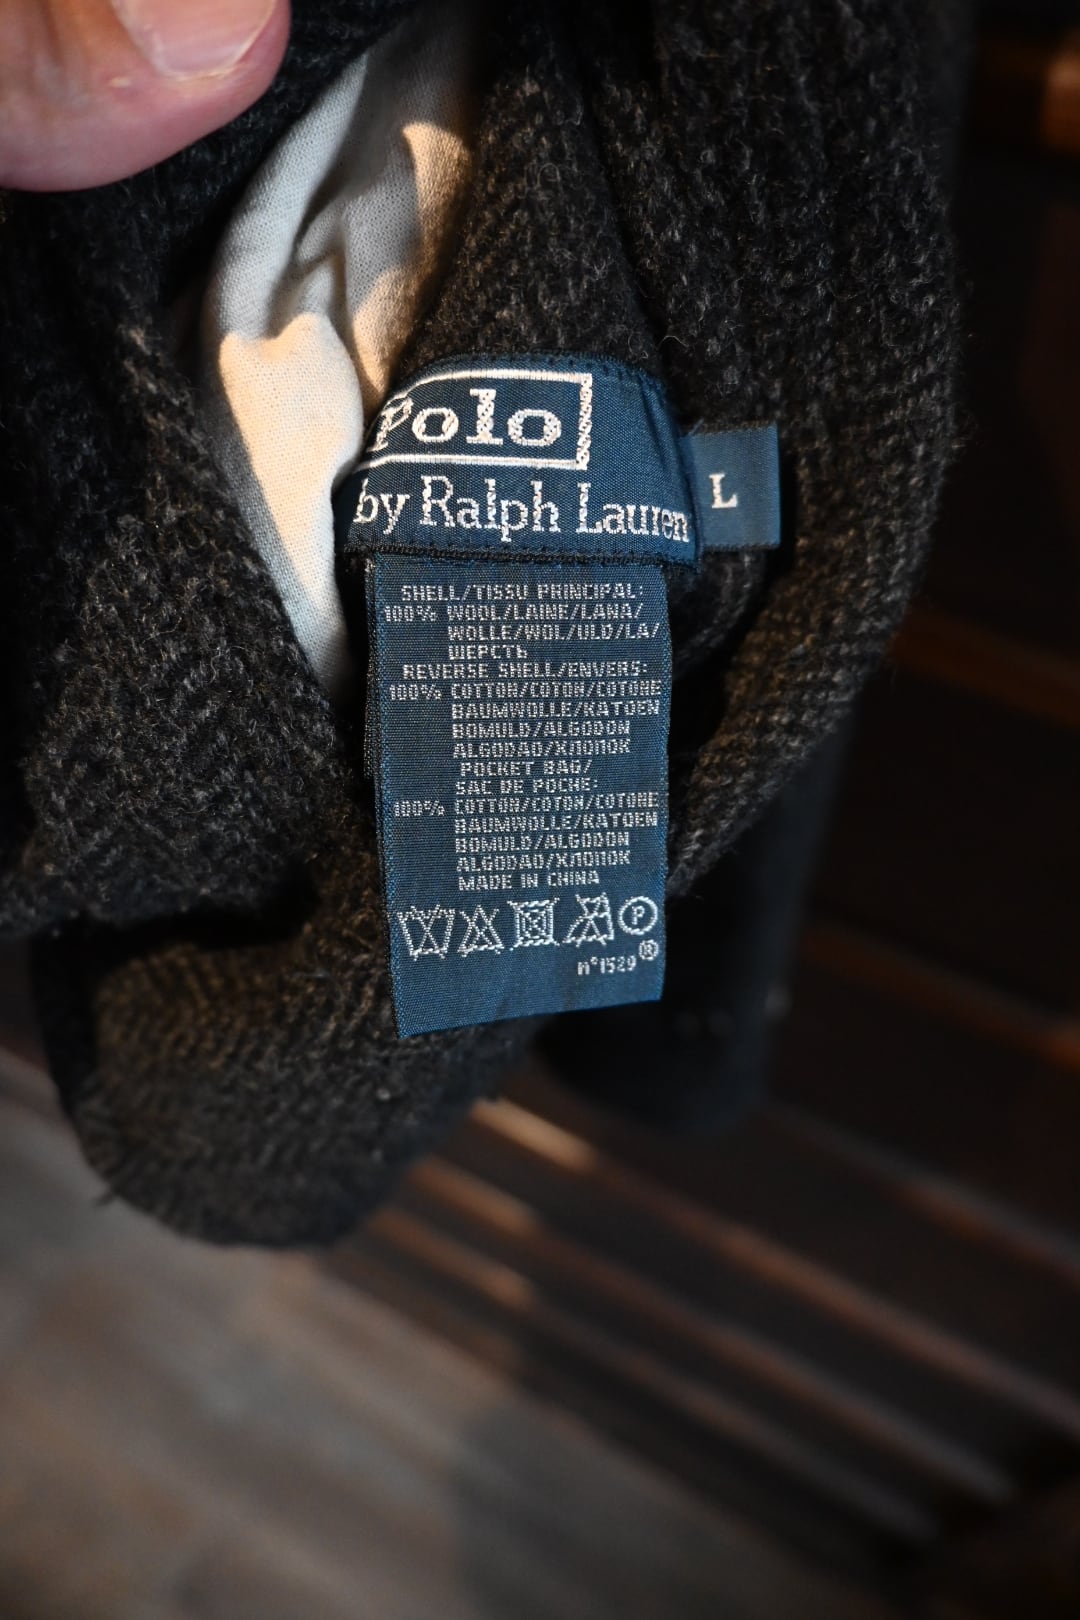 Polo
by Ralph Lauren
L
SHELL/TISSU PRINCIPAL:
100% WOOL/LAINE/LANA/
WOLLE/WOL/ULD/LA/
ШЕРСТЬ
REVERSE SHELL/ENVERS:
100% COTTON/COTON/COTONE
BAUMWOLLE/KATOEN
BOMULD/ALGODON
ALGODAO/ХЛОПОК
POCKET BAG/
SAC DE POCHE:
100% COTTON/COTON/COTONE
BAUMWOLLE/KATOEN
BOMULD/ALGODON
ALGODAO/ХЛОПОК
MADE IN CHINA
P
n°1529®